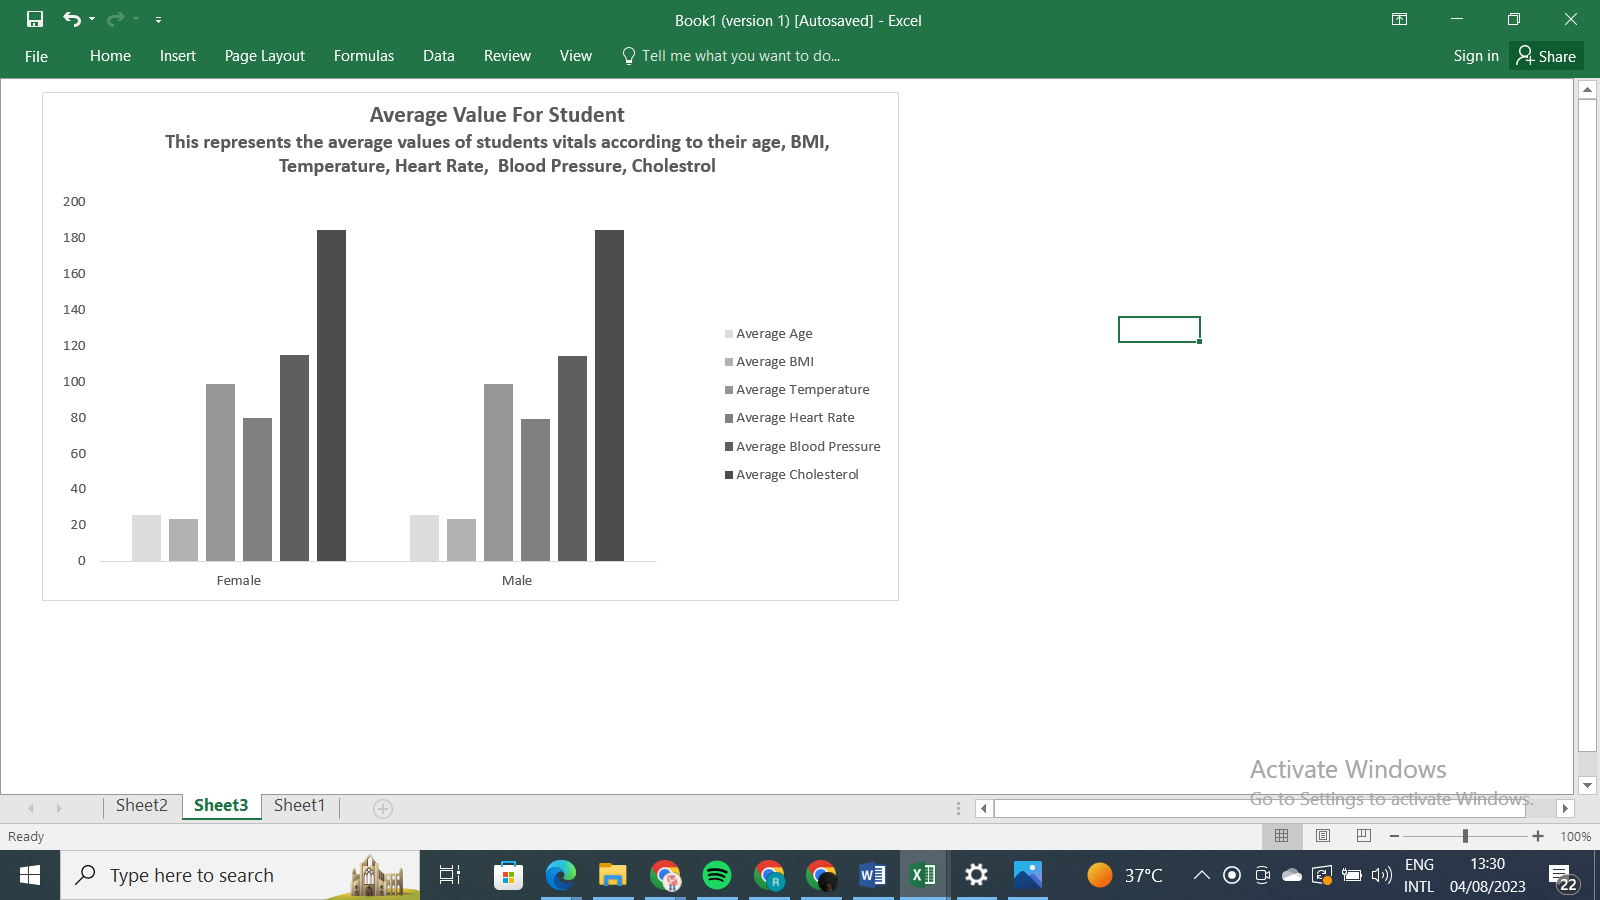 Book1 (version 1) [Autosaved] - Excel
File Home Insert Page Layout Formulas Data Review View Tell me what you want to do... Sign in Share
Average Value For Student
This represents the average values of students vitals according to their age, BMI,
Temperature, Heart Rate,  Blood Pressure, Cholestrol
200
180
160
140
120
100
80
60
40
20
0
Female Male
Average Age
Average BMI
Average Temperature
Average Heart Rate
Average Blood Pressure
Average Cholesterol
Activate Windows
Go to Settings to activate Windows.
Sheet2 Sheet3 Sheet1
Ready 100%
Type here to search 37°C ENG INTL 13:30 04/08/2023 22